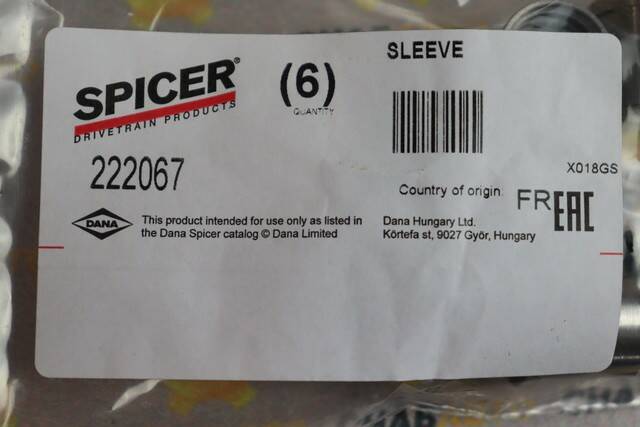 SPICER®
DRIVETRAIN PRODUCTS
(6)
QUANTITY
SLEEVE
222067
X018GS
Country of origin: FR
EAC
DANA
This product intended for use only as listed in
the Dana Spicer catalog © Dana Limited
Dana Hungary Ltd.
Körtefa st, 9027 Györ, Hungary